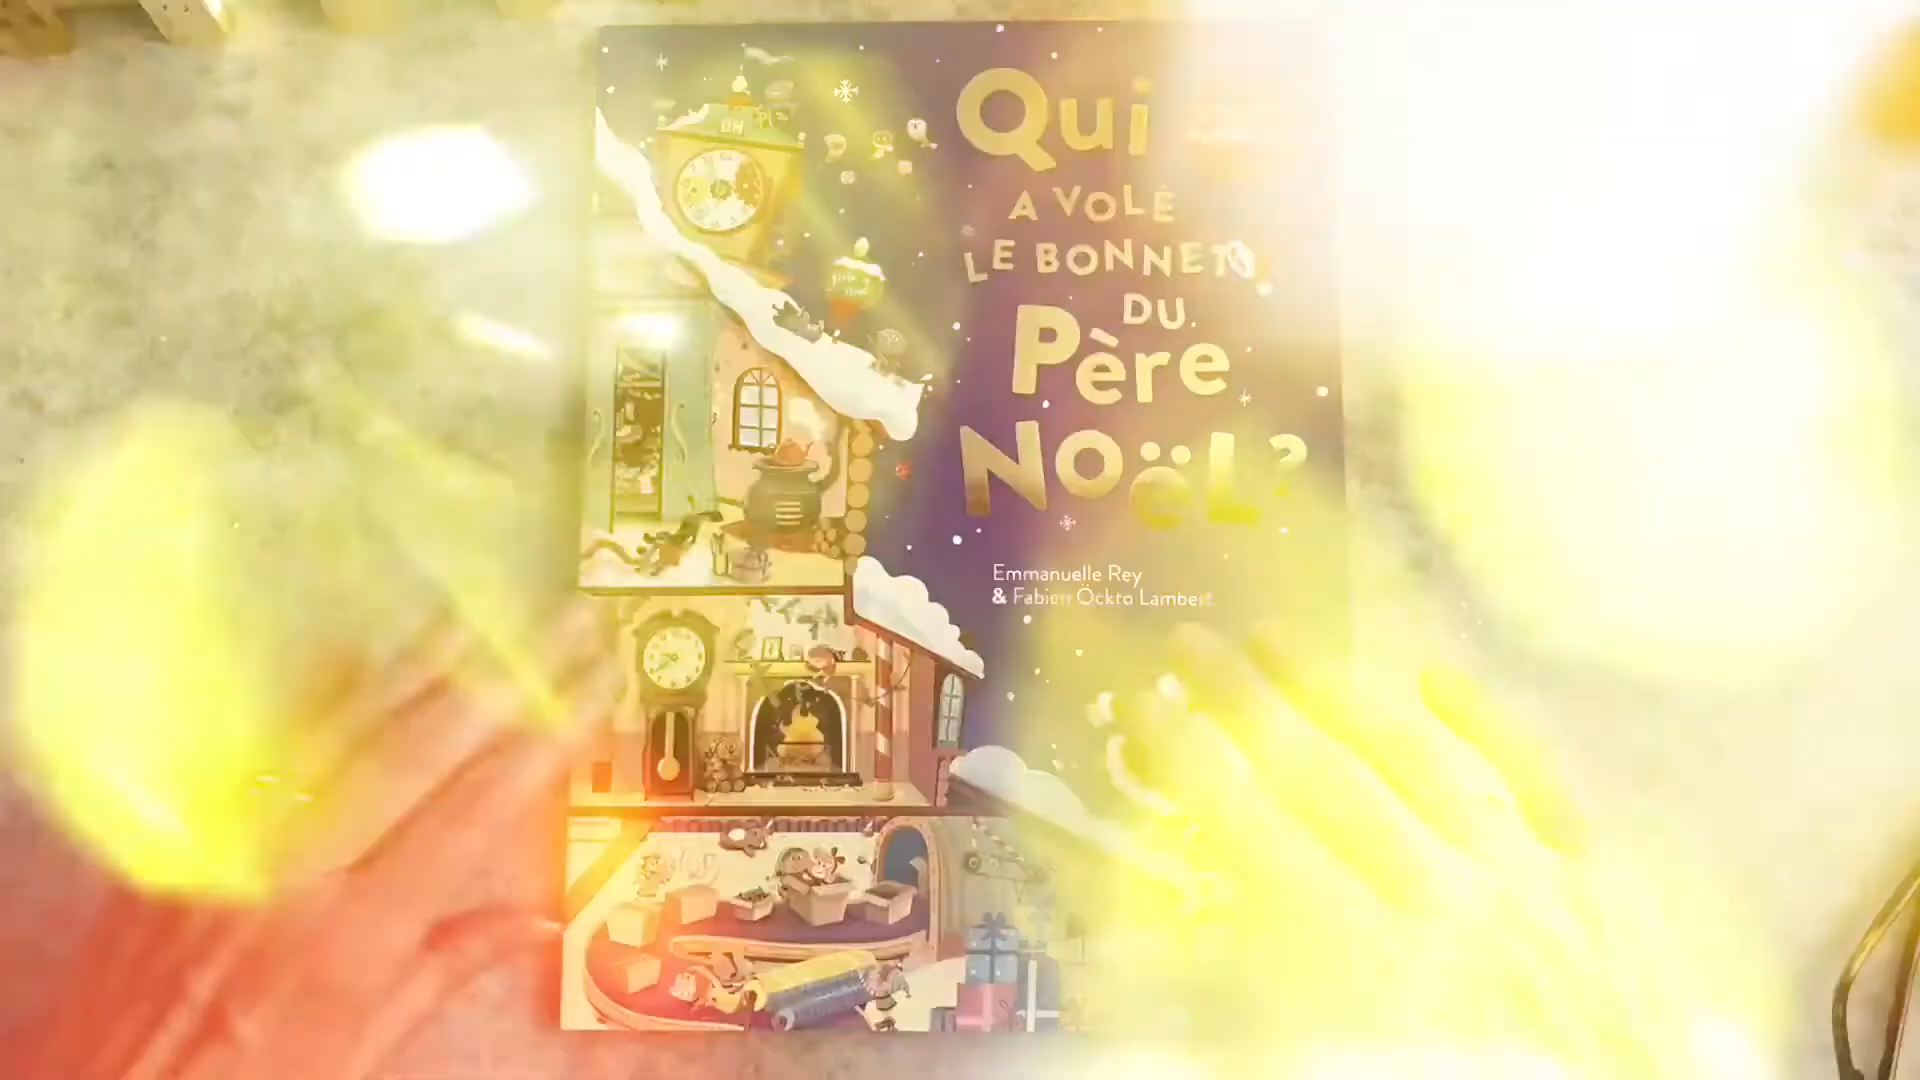 Qui
A VOLÉ
LE BONNET
DU
Père
NOëL?
Emmanuelle Rey
& Fabien Öckto Lambert